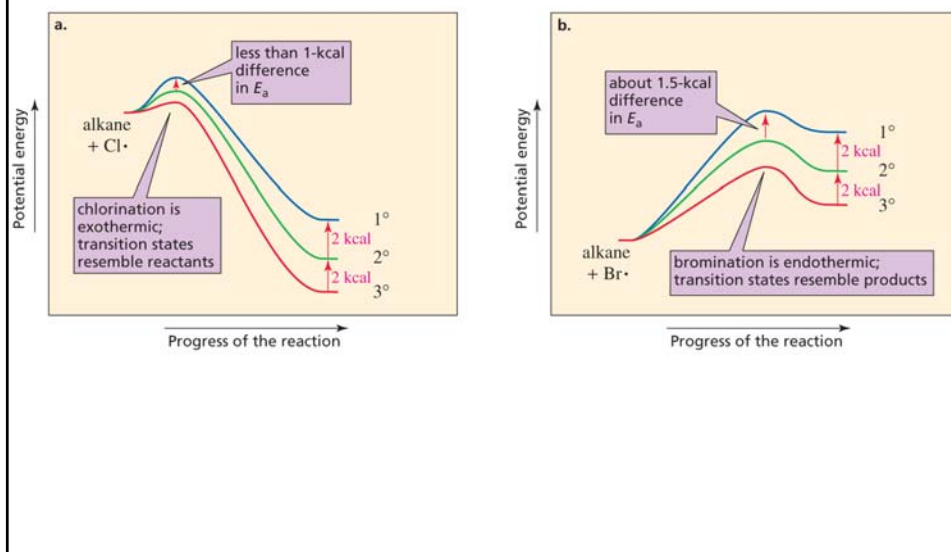 a.
less than 1-kcal
difference
in Ea
alkane
+ Cl·
chlorination is
exothermic;
transition states
resemble reactants
1°
2 kcal
2°
2 kcal
3°
Potential energy
Progress of the reaction
b.
about 1.5-kcal
difference
in Ea
1°
2 kcal
2°
2 kcal
3°
alkane
+ Br·
bromination is endothermic;
transition states resemble products
Potential energy
Progress of the reaction